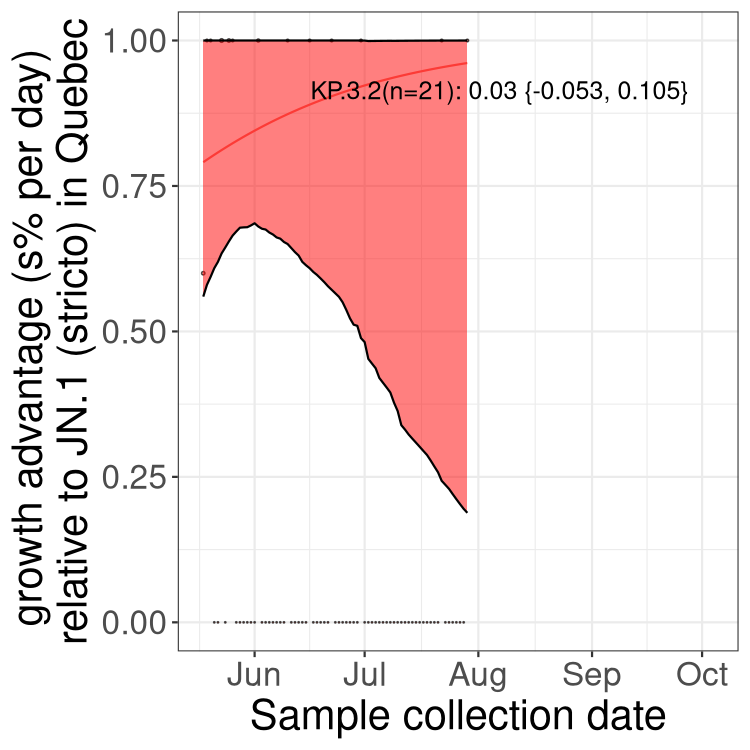 growth advantage (s% per day)
relative to JN.1 (stricto) in Quebec
1.00
0.75
0.50
0.25
0.00
KP.3.2(n=21): 0.03 {-0.053, 0.105}
Jun Jul Aug Sep Oct
Sample collection date